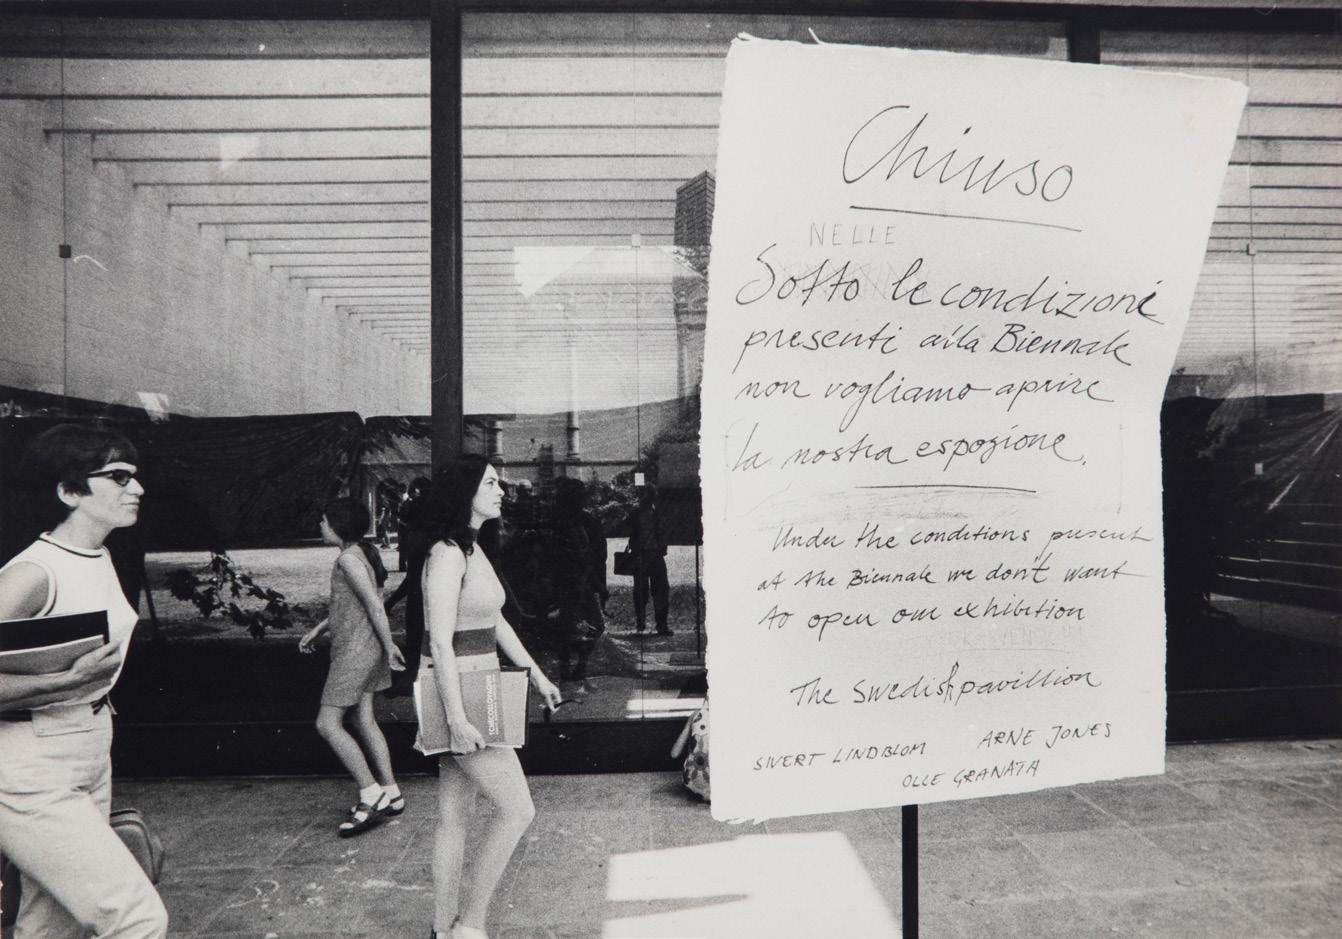 Chiuso
NELLE
Sotto le condizioni
presenti alla Biennale
non vogliamo aprire
la nostra espozione.
Under the conditions present
at the Biennale we don't want
to open our exhibition
The Swedish pavillion
SIVERT LINDBLOM ARNE JONES
OLLE GRANATH